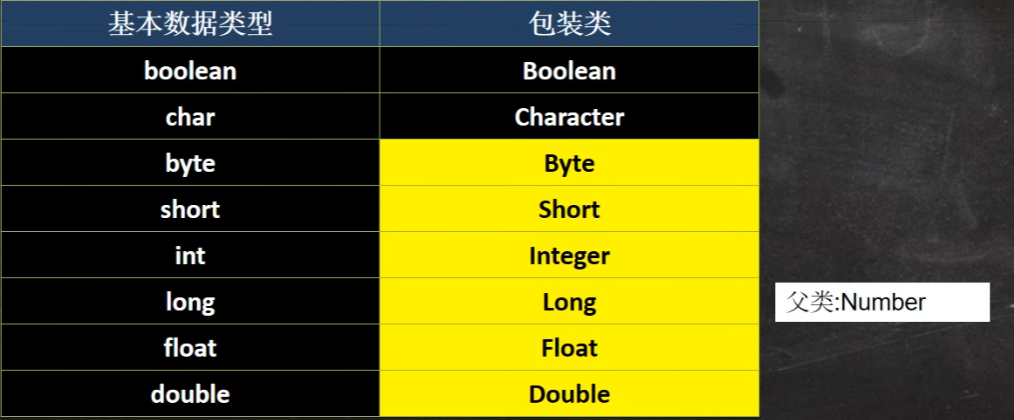 基本数据类型 包装类
boolean Boolean
char Character
byte Byte
short Short
int Integer
long Long
父类:Number
float Float
double Double